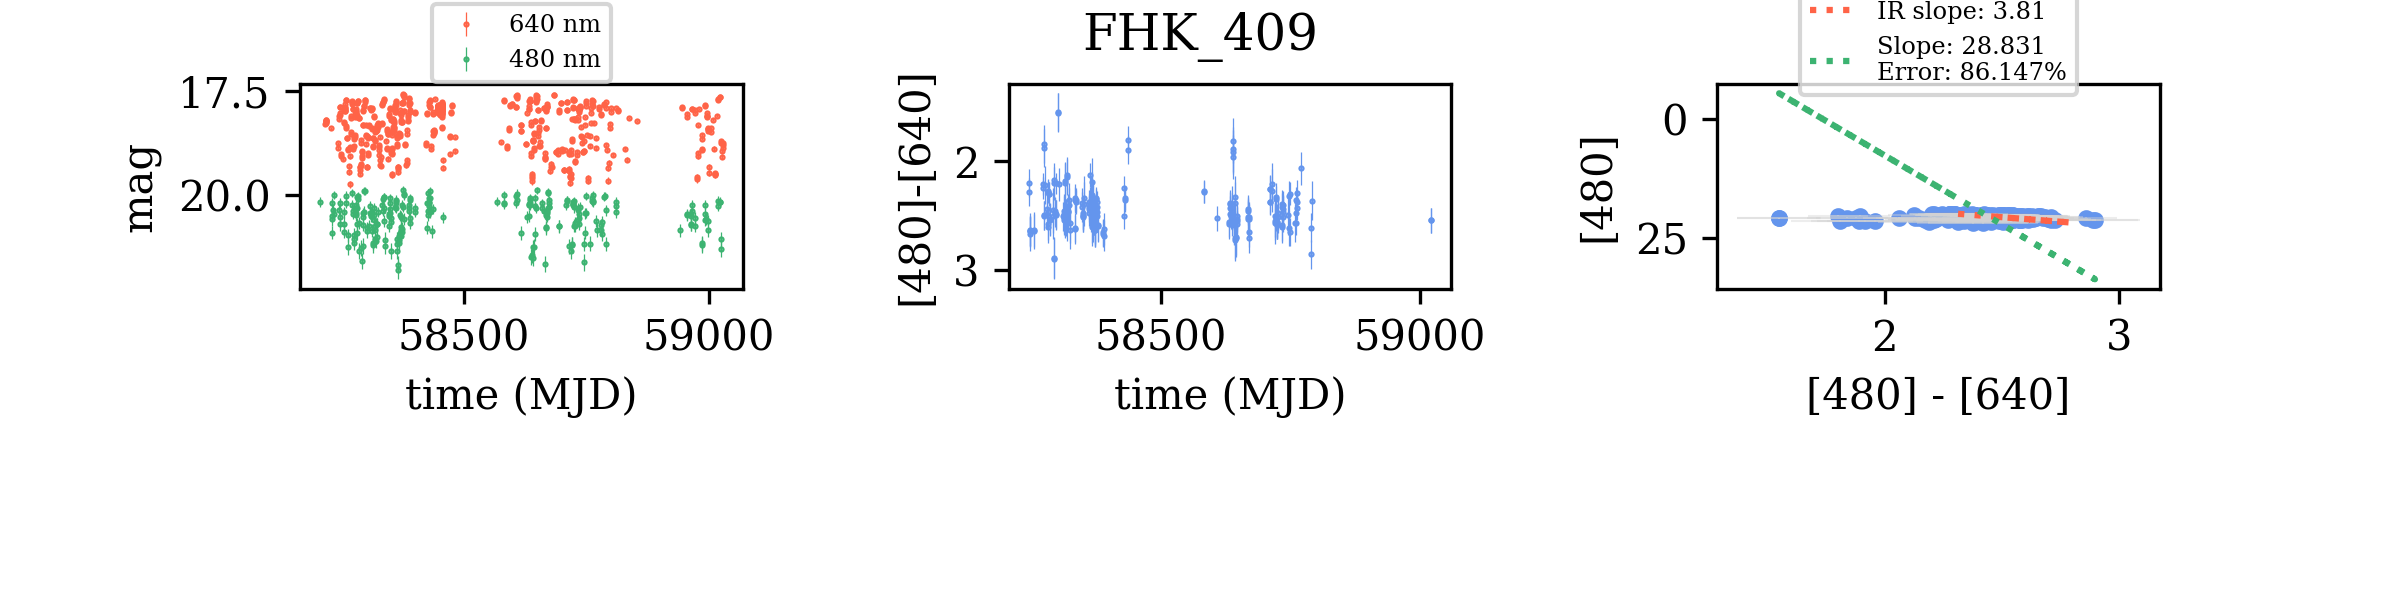 FHK_409
640 nm
480 nm
17.5
20.0
mag
58500
59000
time (MJD)
[480]-[640]
2
3
58500
59000
time (MJD)
IR slope: 3.81
Slope: 28.831
Error: 86.147%
[480]
0
25
2
3
[480] - [640]